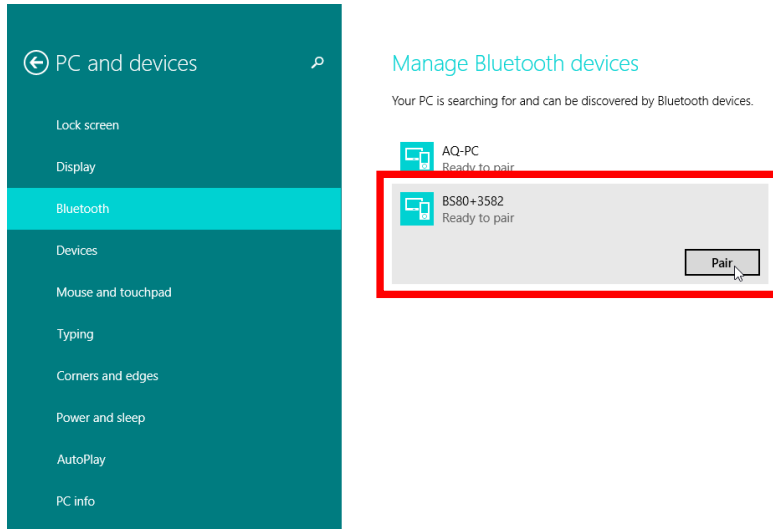 PC and devices
Lock screen
Display
Bluetooth
Devices
Mouse and touchpad
Typing
Corners and edges
Power and sleep
AutoPlay
PC info
Manage Bluetooth devices
Your PC is searching for and can be discovered by Bluetooth devices.
AQ-PC
Ready to pair
BS80+3582
Ready to pair
Pair